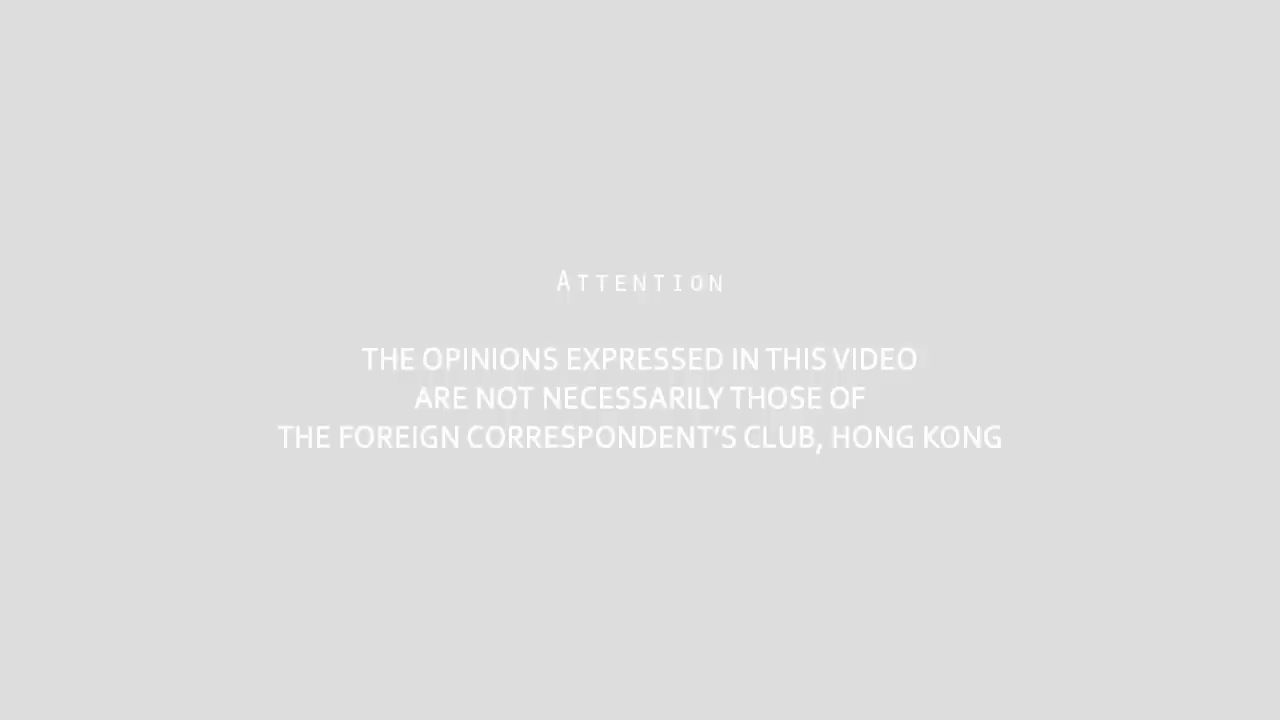 Attention
THE OPINIONS EXPRESSED IN THIS VIDEO
ARE NOT NECESSARILY THOSE OF
THE FOREIGN CORRESPONDENT’S CLUB, HONG KONG